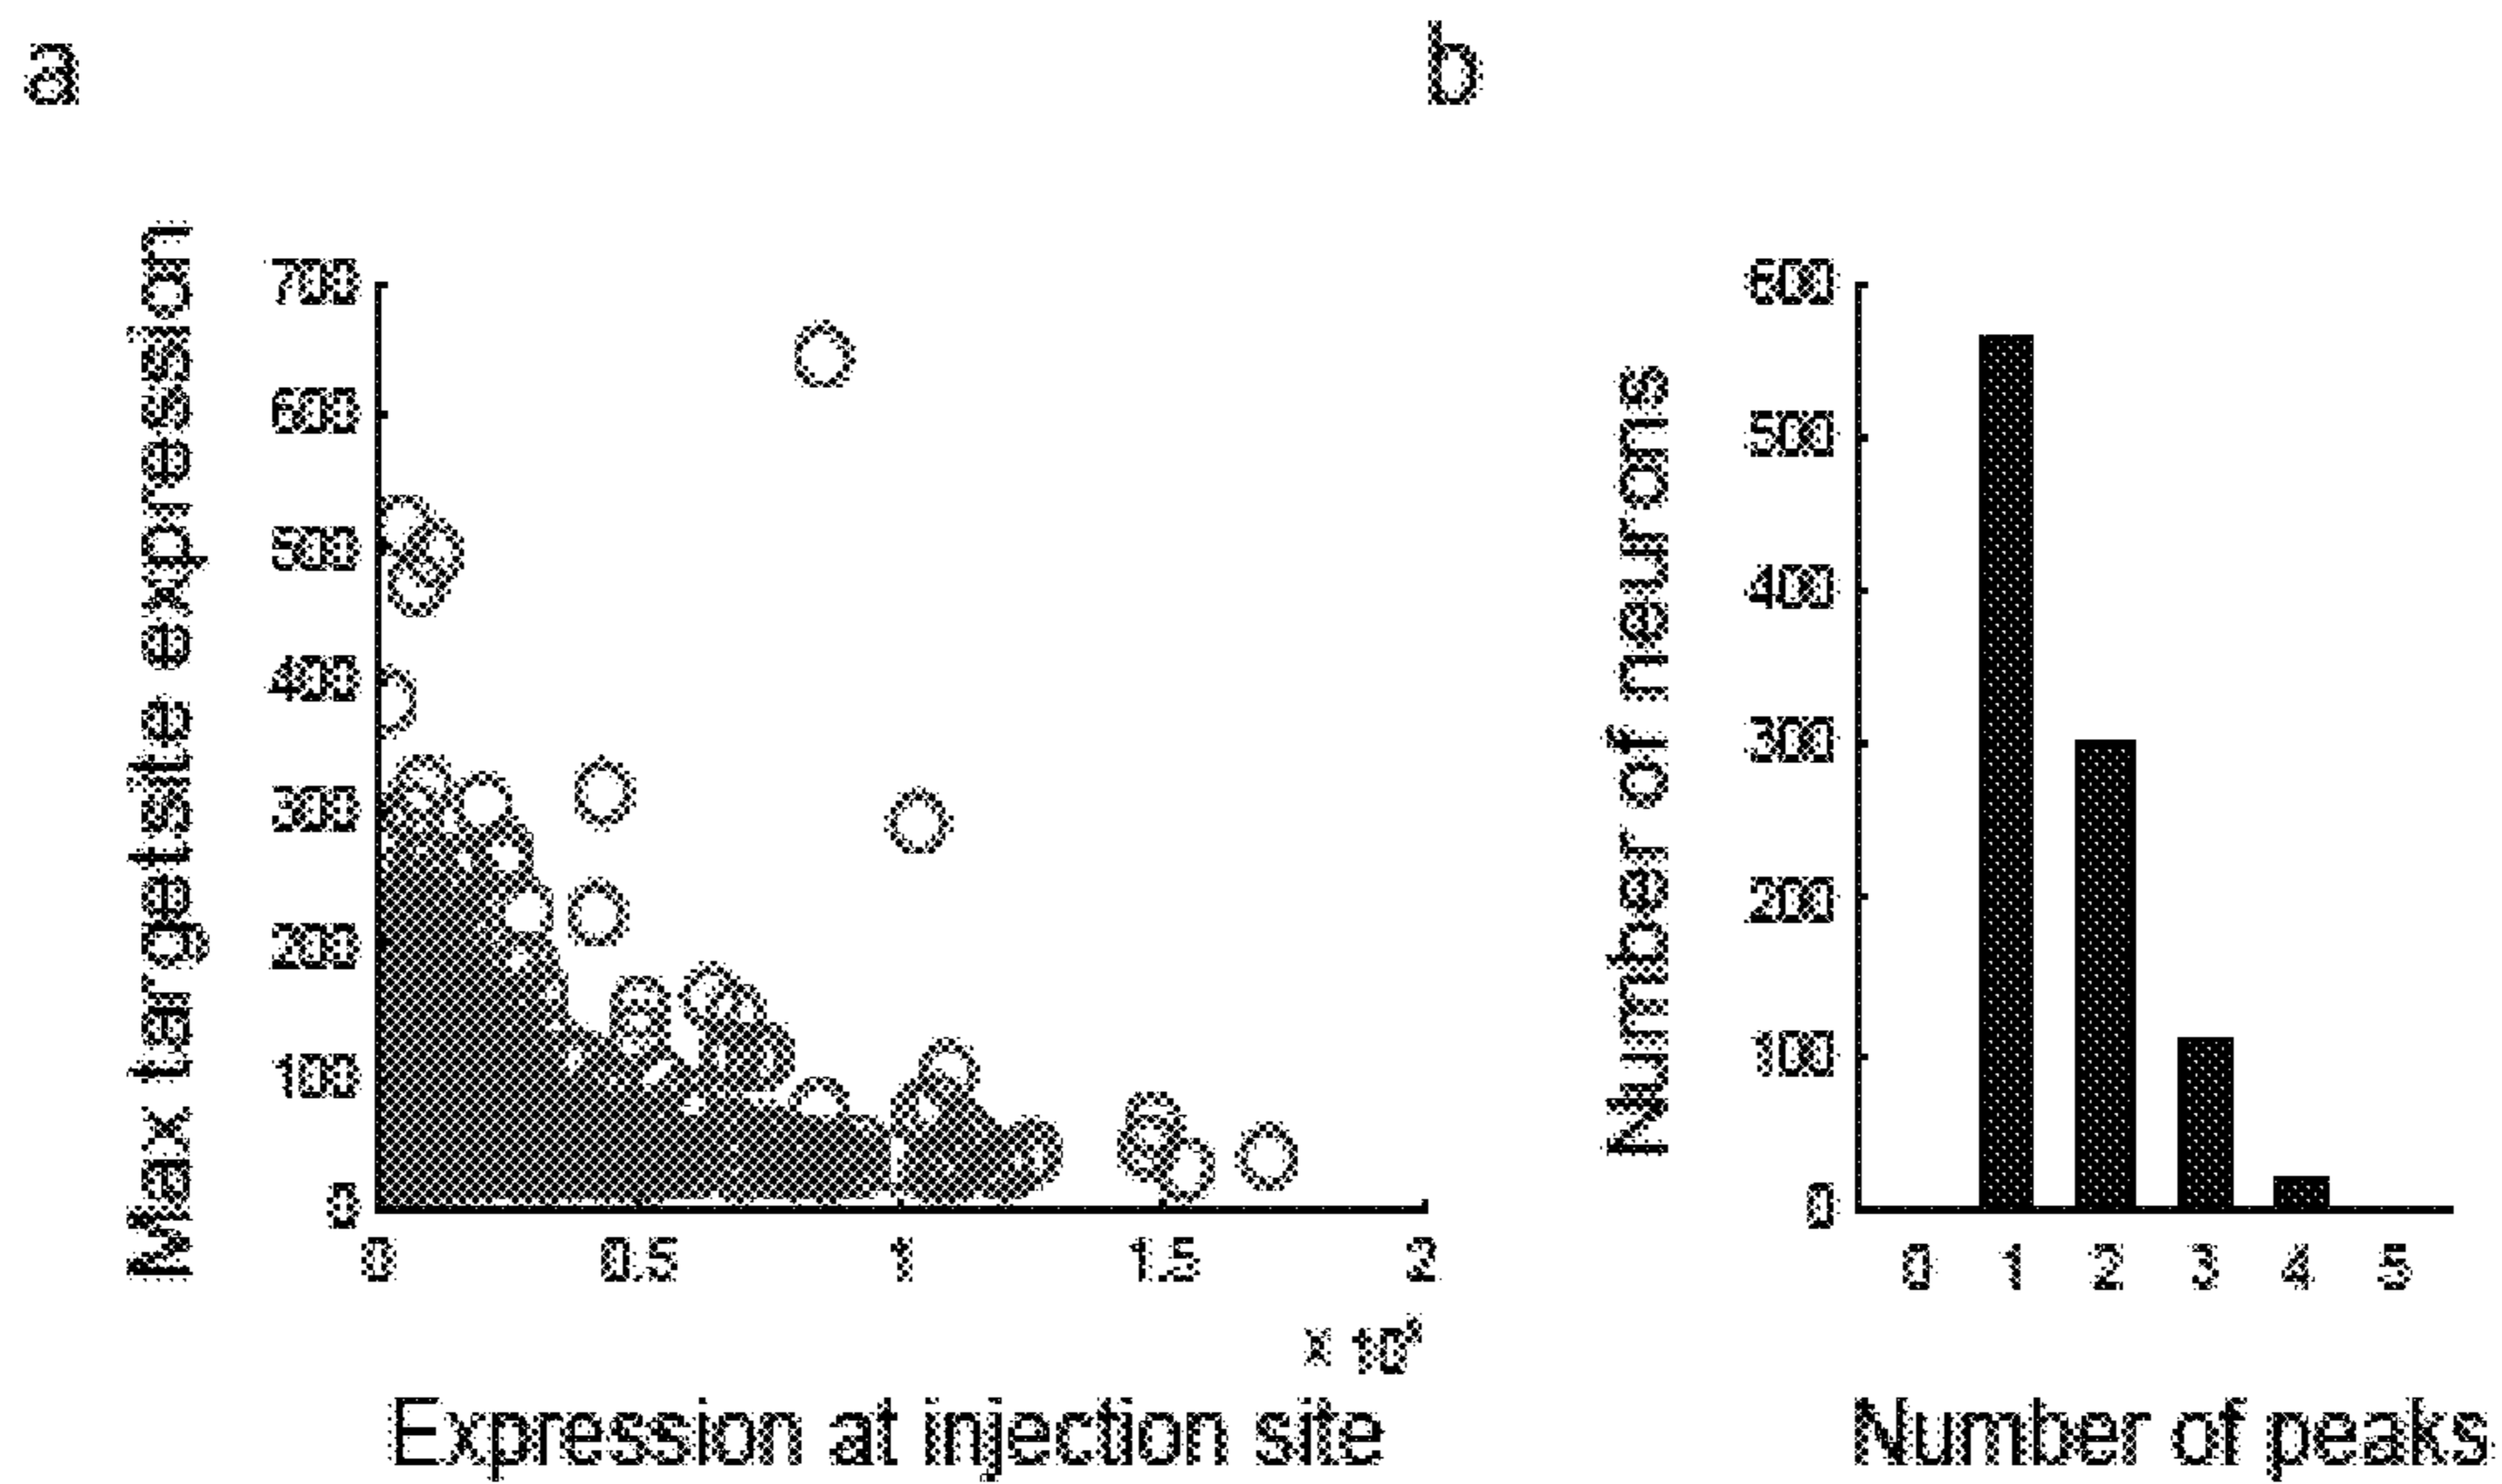 a
b
Max targetsite expression
700
600
500
400
300
200
100
0
0 0.5 1 1.5 2
Expression at injection site
Number of neurons
600
500
400
300
200
100
0
0 1 2 3 4 5
Number of peaks